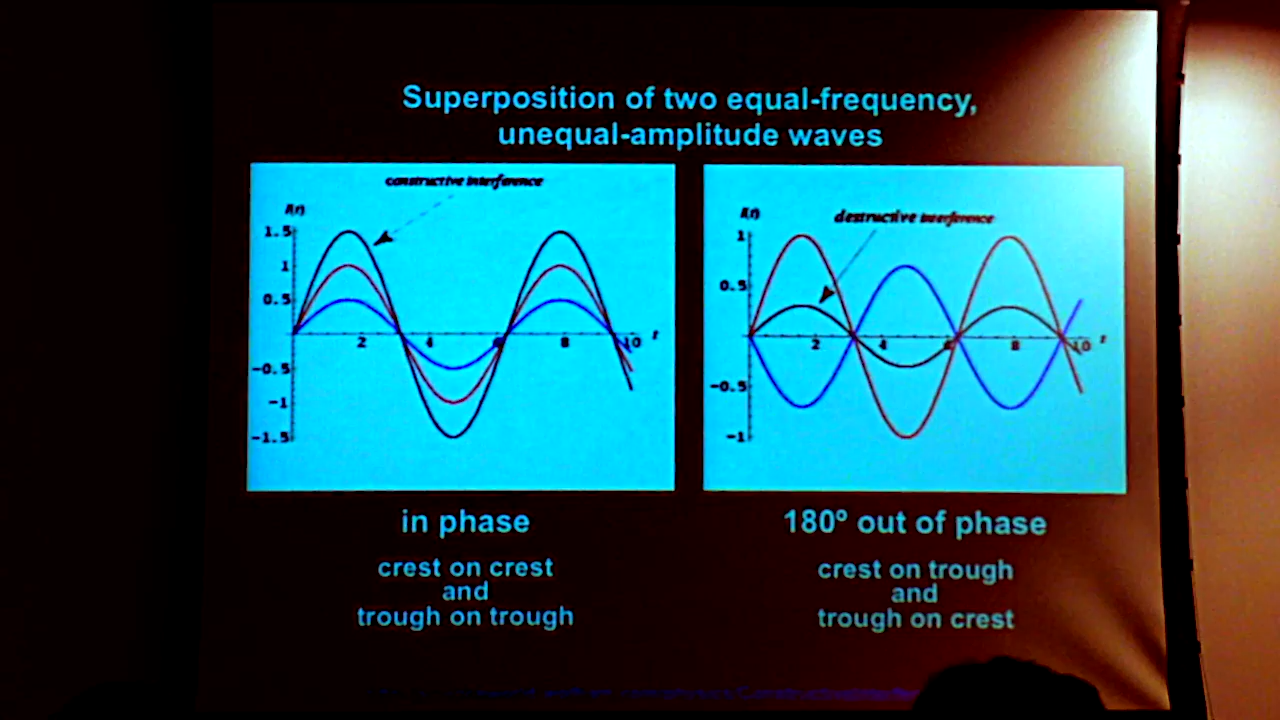 Superposition of two equal-frequency,
unequal-amplitude waves
constructive interference
f(t)
1.5
1
0.5
-0.5
-1
-1.5
2
4
6
8
10
t
destructive interference
f(t)
1
0.5
-0.5
-1
2
4
6
8
10
t
in phase
crest on crest
and
trough on trough
180º out of phase
crest on trough
and
trough on crest